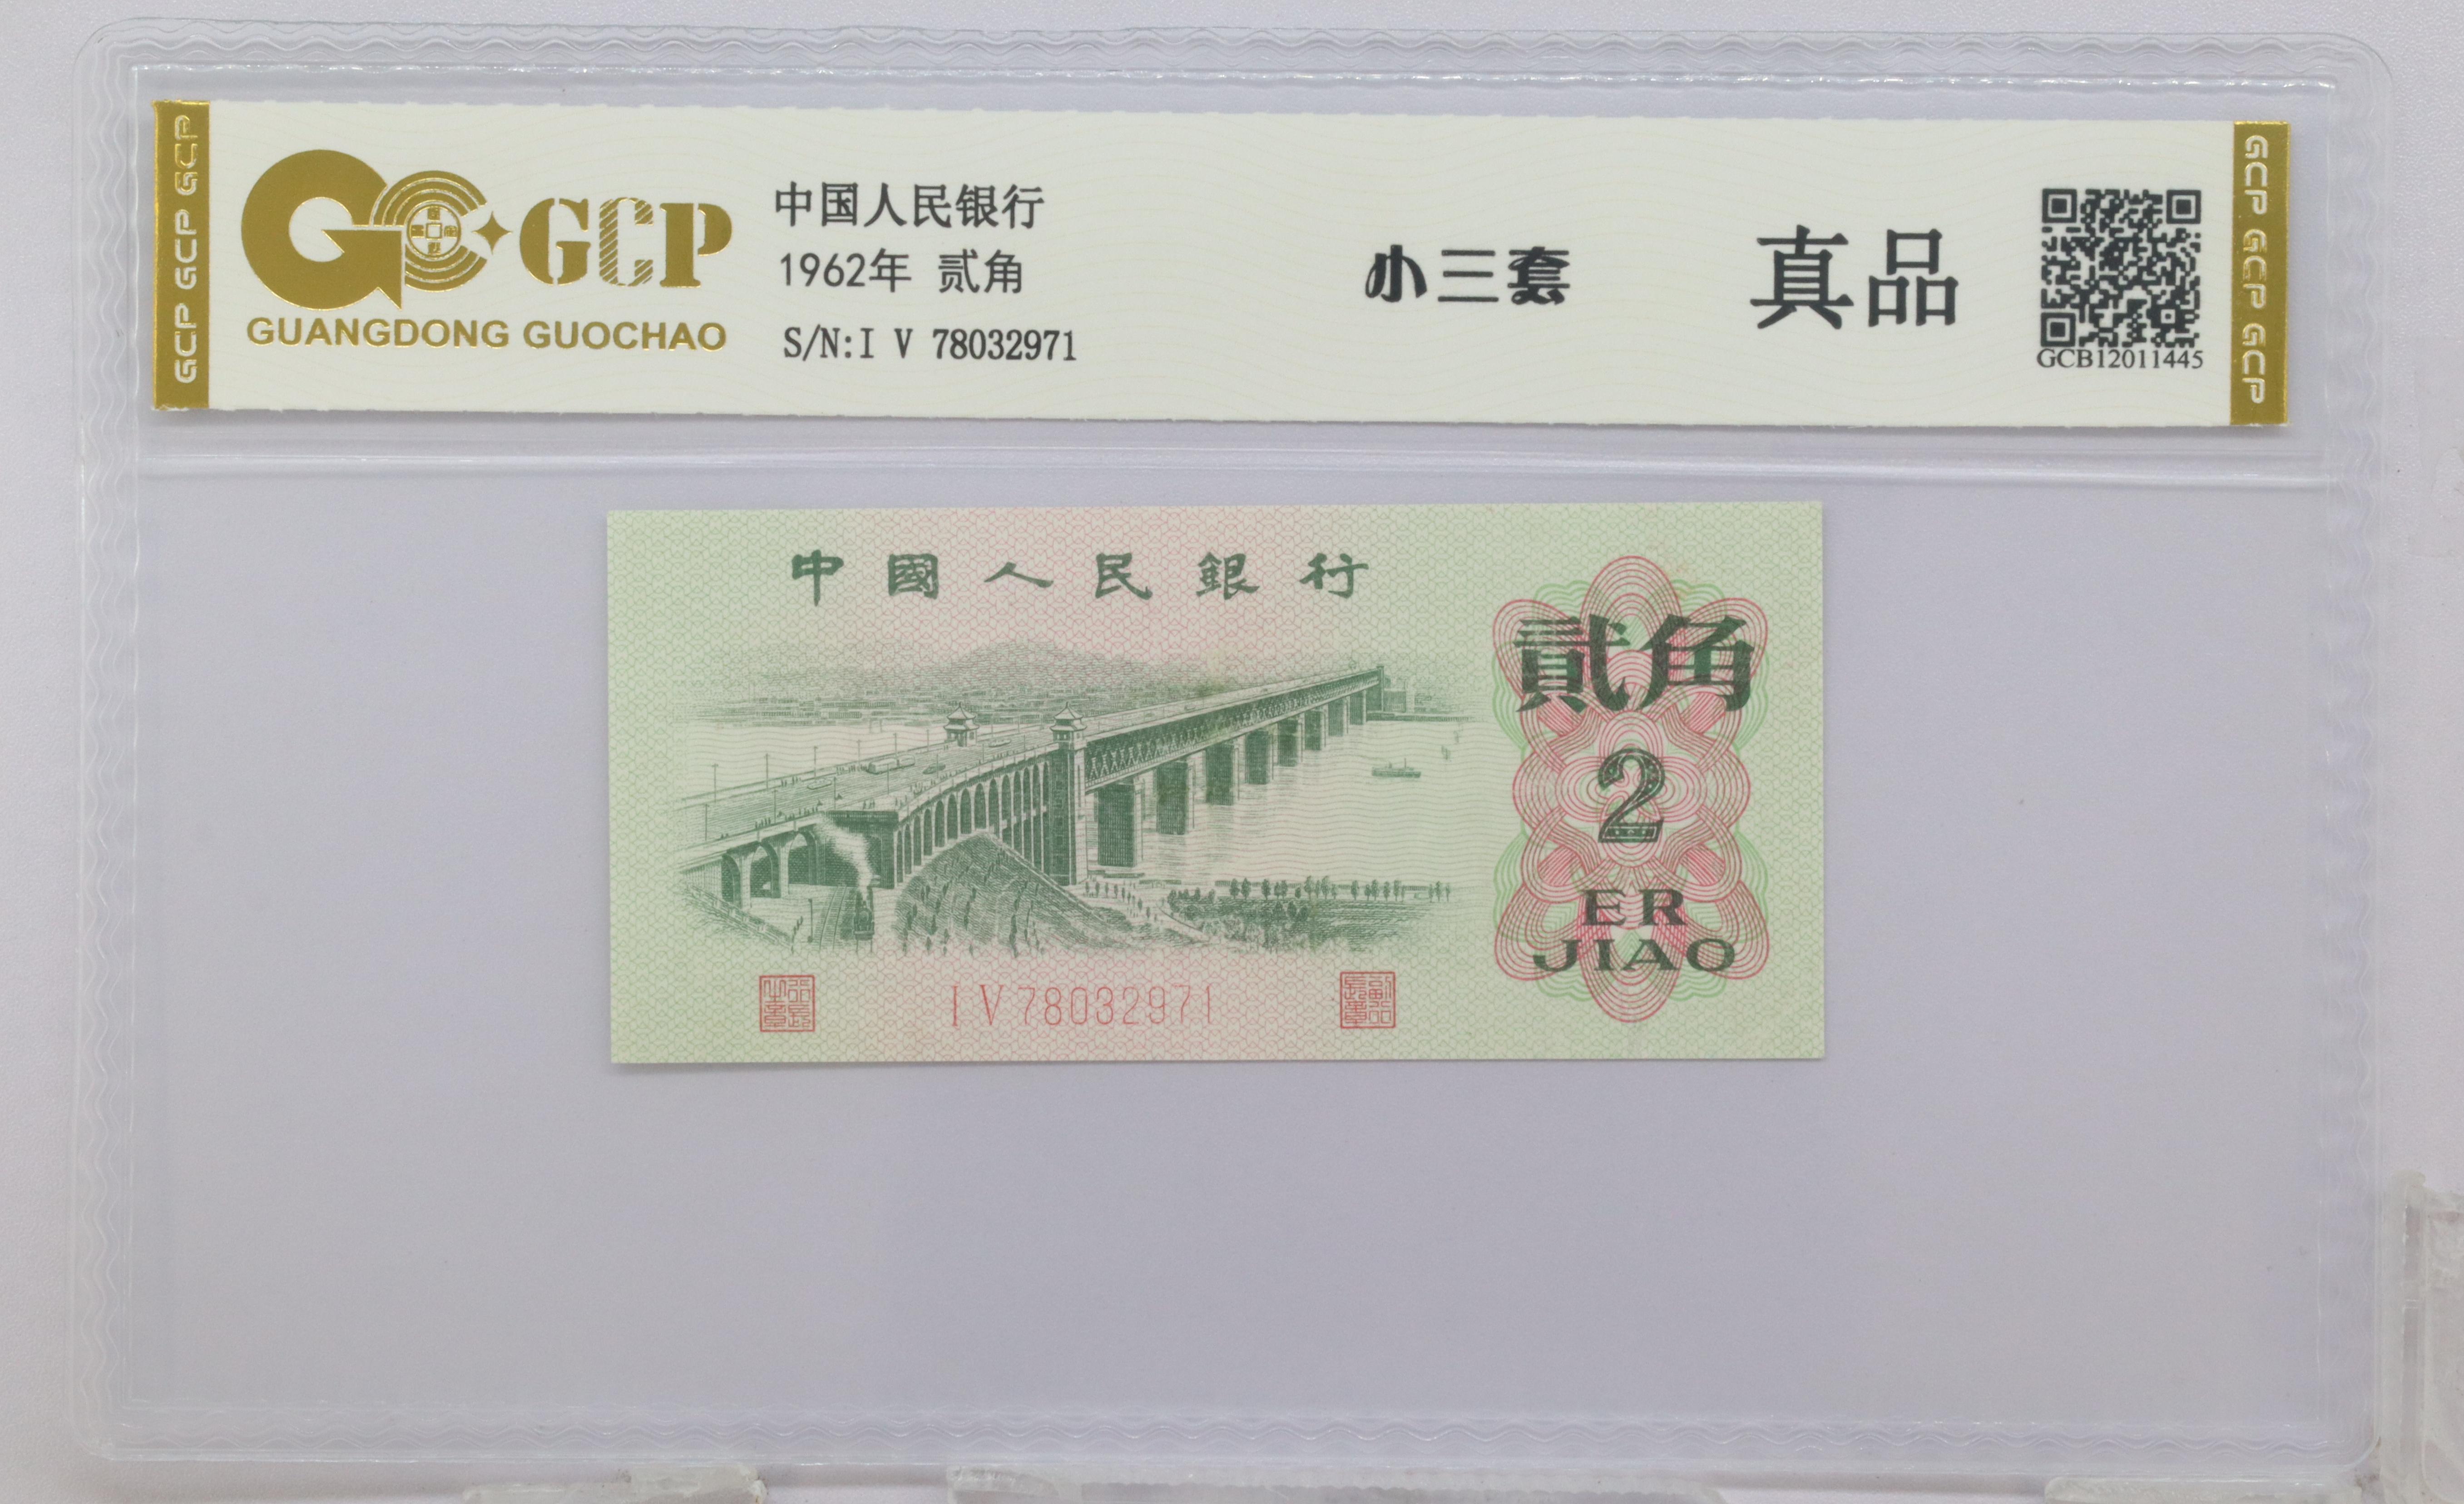 GCP GCP GCP
GCP
GUANGDONG GUOCHAO
中国人民银行
1962年 贰角
S/N:I V 78032971
小三套
真品
GCB12011445
GCP GCP GCP
中國人民銀行
貳角
2
ER
JIAO
I V 78032971